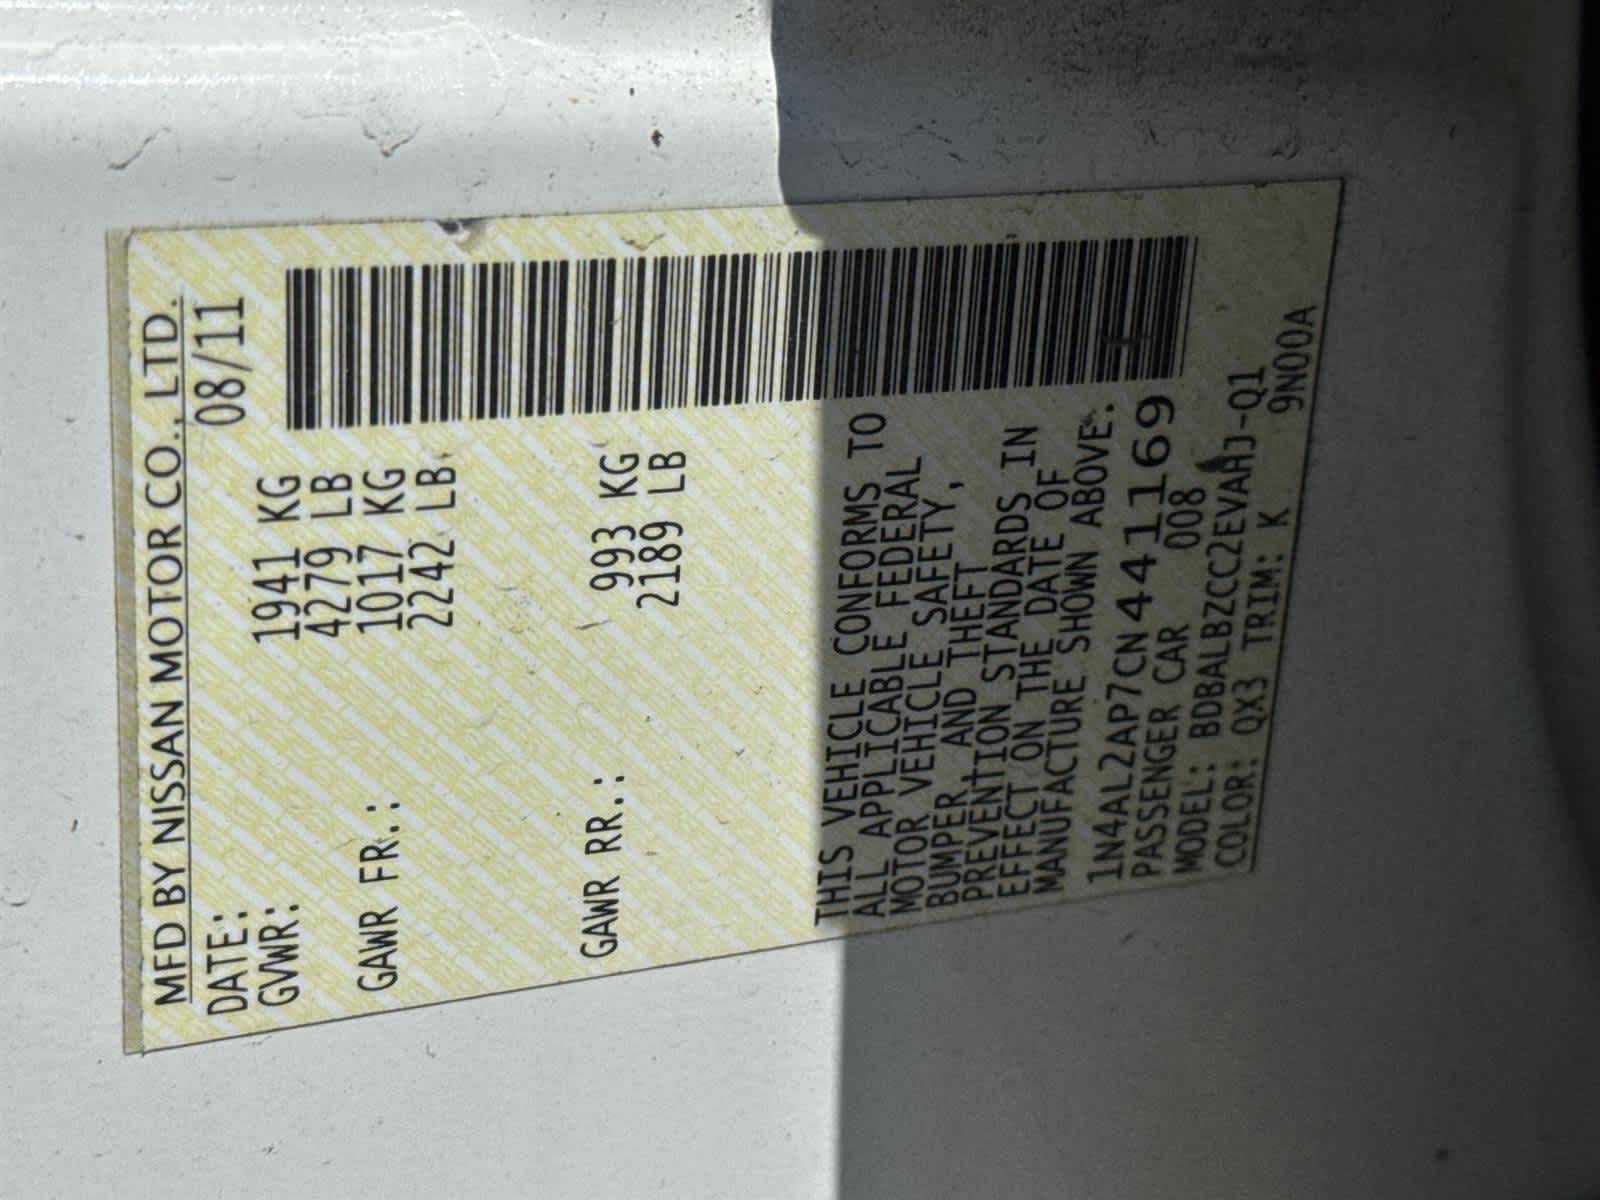 MFD BY NISSAN MOTOR CO., LTD.
DATE: 08/11
GVWR: 1941 KG
4279 LB
GAWR FR.: 1017 KG
2242 LB
GAWR RR.: 993 KG
2189 LB
THIS VEHICLE CONFORMS TO
ALL APPLICABLE FEDERAL
MOTOR VEHICLE SAFETY,
BUMPER, AND THEFT
PREVENTION STANDARDS IN
EFFECT ON THE DATE OF
MANUFACTURE SHOWN ABOVE.
1N4AL2AP7CN441169
PASSENGER CAR 008
MODEL: BDBALBZCC2EVAHJ-Q1
COLOR: QX3 TRIM: K 9N00A